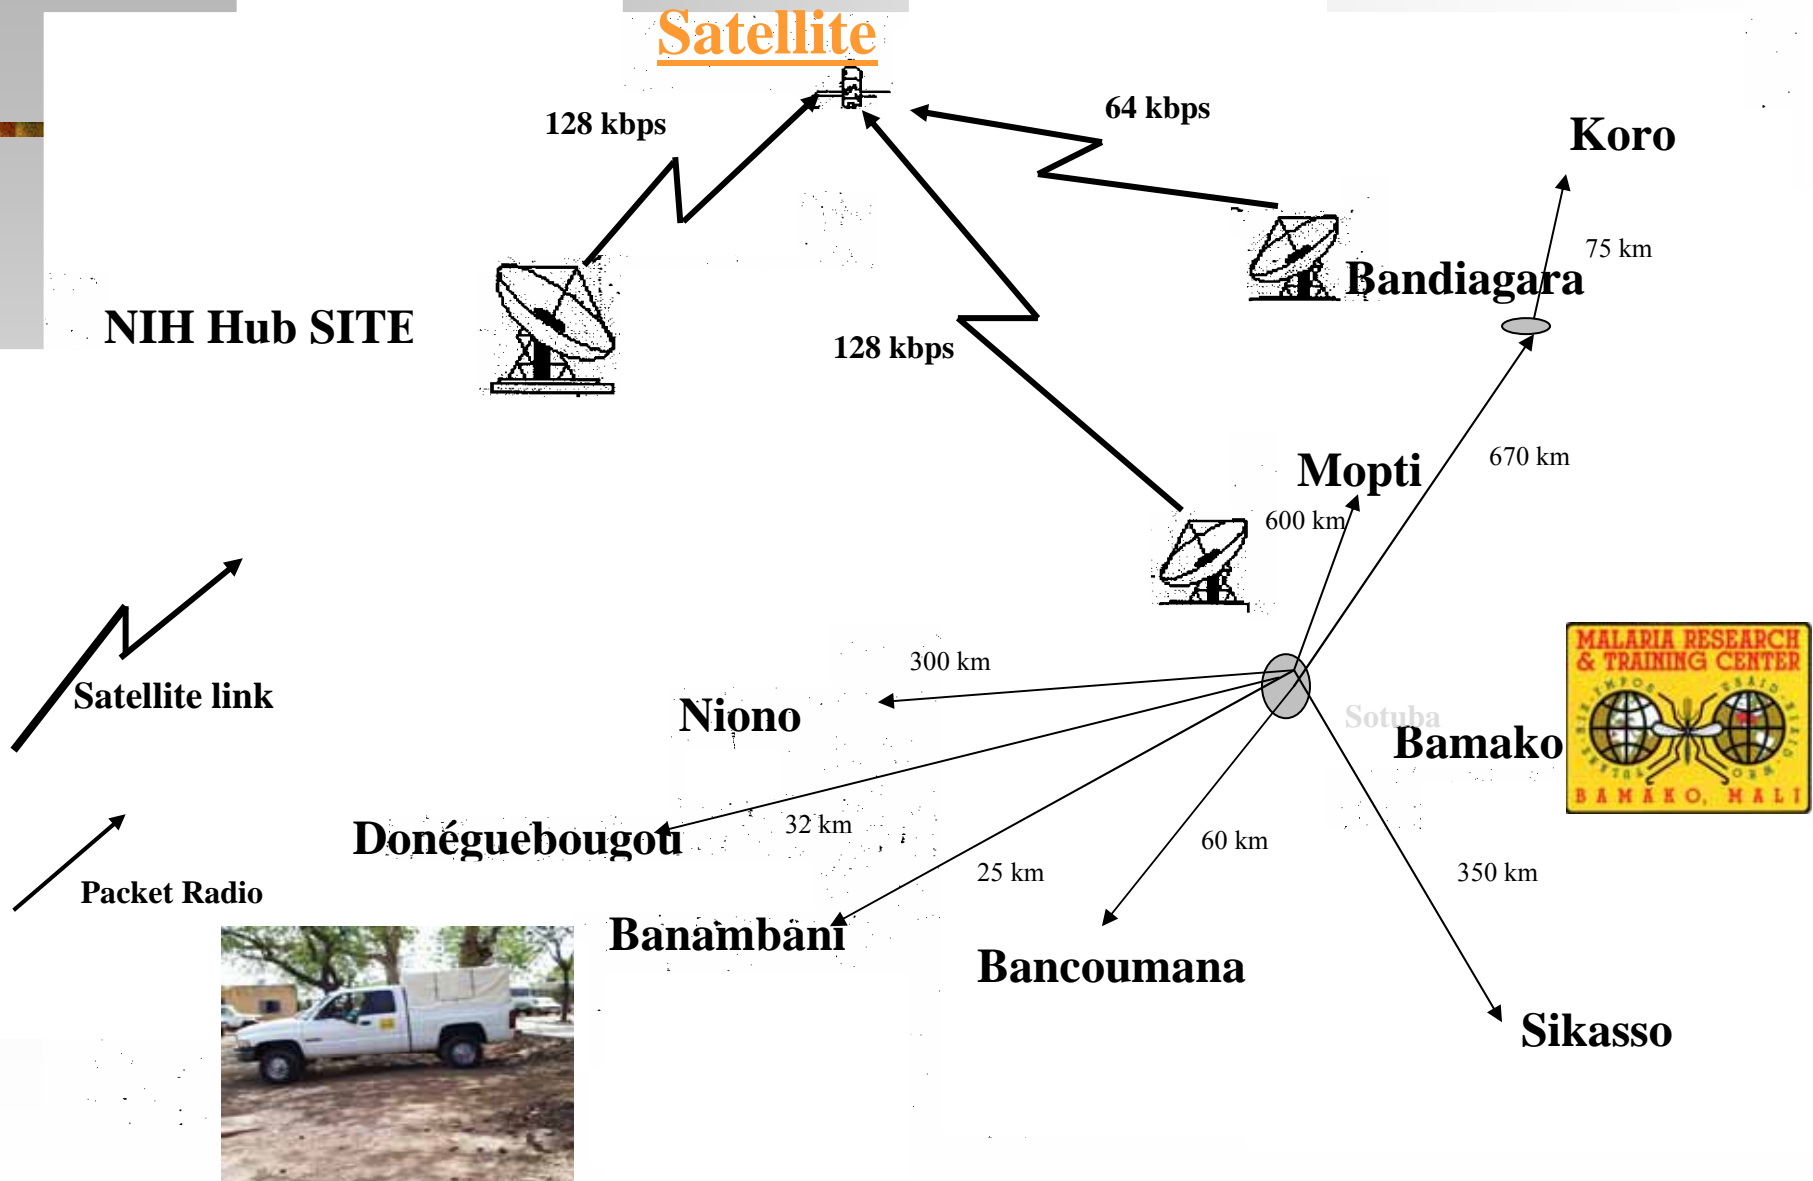 Satellite
128 kbps
64 kbps
Koro
75 km
Bandiagara
NIH Hub SITE
128 kbps
670 km
Mopti
600 km
MALARIA RESEARCH
& TRAINING CENTER
300 km
Satellite link
Niono
Sotuba
Bamako
BAMAKO, MALI
32 km
Donéguebougou
60 km
25 km
350 km
Packet Radio
Banambani
Bancoumana
Sikasso